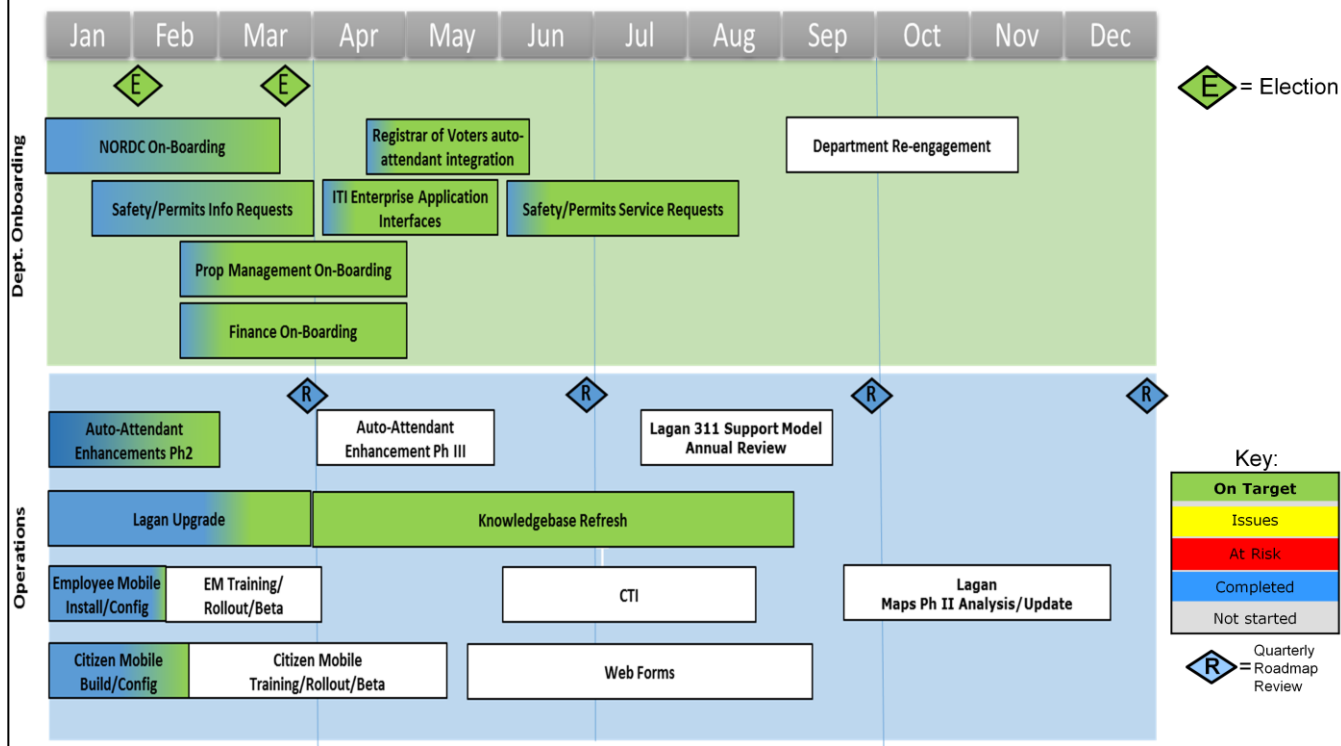 Jan Feb Mar Apr May Jun Jul Aug Sep Oct Nov Dec
E
E
E = Election
Dept. Onboarding
NORDC On-Boarding
Registrar of Voters auto-
attendant integration
Department Re-engagement
Safety/Permits Info Requests
ITI Enterprise Application
Interfaces
Safety/Permits Service Requests
Prop Management On-Boarding
Finance On-Boarding
Operations
R
R
R
R
Auto-Attendant
Enhancements Ph2
Auto-Attendant
Enhancement Ph III
Lagan 311 Support Model
Annual Review
Lagan Upgrade
Knowledgebase Refresh
Employee Mobile
Install/Config
EM Training/
Rollout/Beta
CTI
Lagan
Maps Ph II Analysis/Update
Citizen Mobile
Build/Config
Citizen Mobile
Training/Rollout/Beta
Web Forms
Key:
On Target
Issues
At Risk
Completed
Not started
R = Quarterly
Roadmap
Review